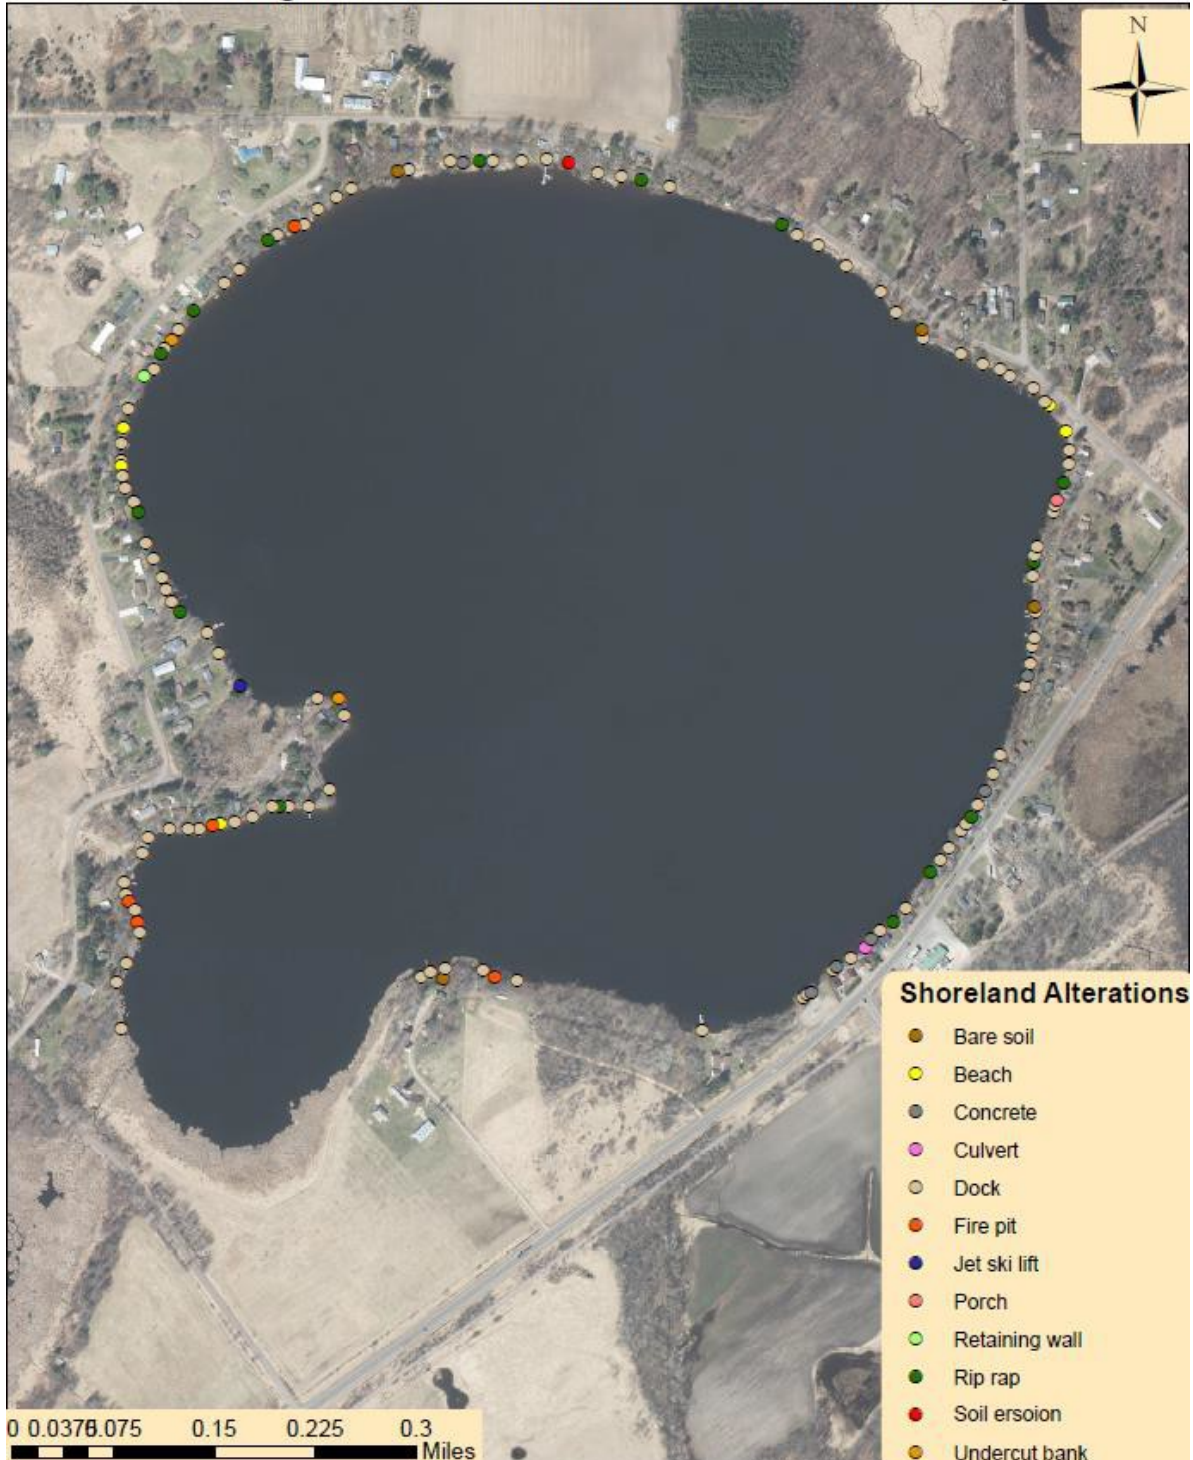 N
Shoreland Alterations
Bare soil
Beach
Concrete
Culvert
Dock
Fire pit
Jet ski lift
Porch
Retaining wall
Rip rap
Soil ersoion
Undercut bank
0 0.0375 0.075 0.15 0.225 0.3
Miles